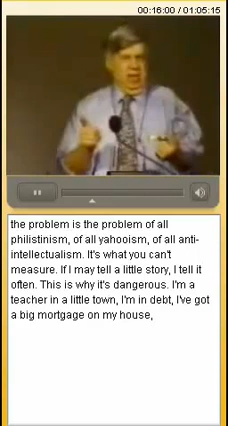 00:16:00 / 01:05:15
the problem is the problem of all
philistinism, of all yahooism, of all anti-
intellectualism. It's what you can't
measure. If I may tell a little story, I tell it
often. This is why it's dangerous. I'm a
teacher in a little town, I'm in debt, I've got
a big mortgage on my house,